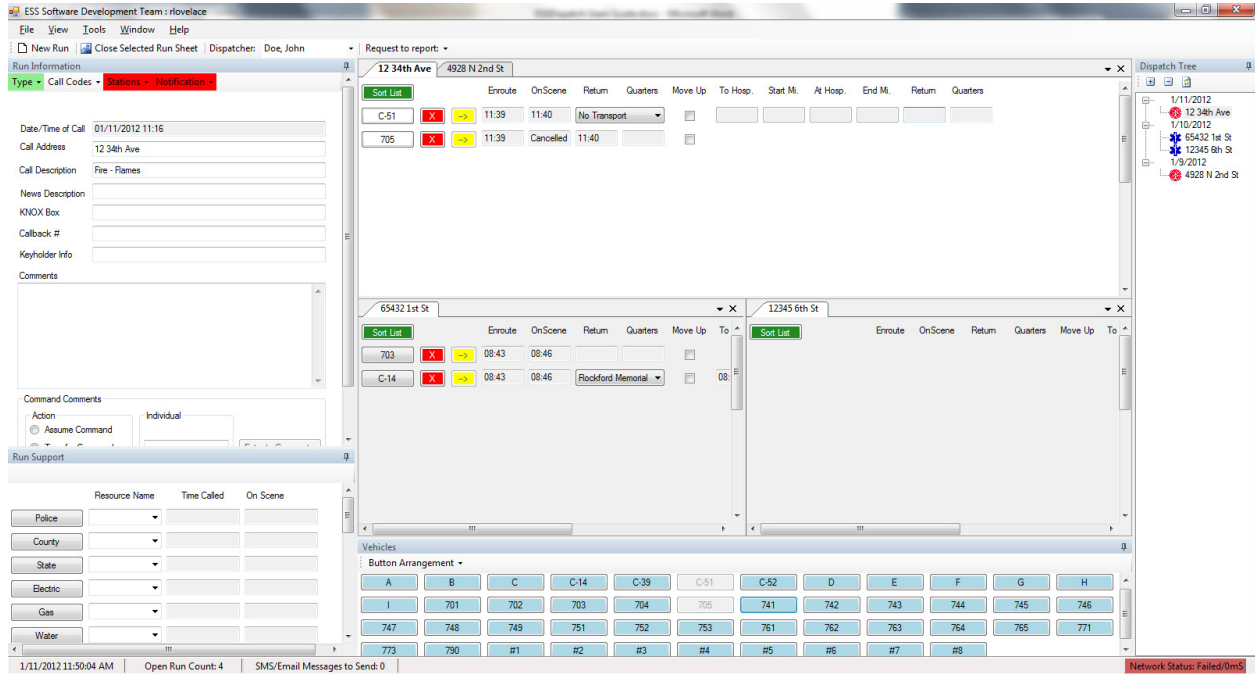 ESS Software Development Team : rlovelace
File View Tools Window Help
New Run Close Selected Run Sheet Dispatcher: Doe, John Request to report:
Run Information
Type Call Codes Stations Notification
Date/Time of Call 01/11/2012 11:16
Call Address 12 34th Ave
Call Description Fire - Flames
News Description
KNOX Box
Callback #
Keyholder Info
Comments
Command Comments
Action Individual
Assume Command
Run Support
Resource Name Time Called On Scene
Police
County
State
Electric
Gas
Water
12 34th Ave 4928 N 2nd St
Sort List Enroute OnScene Return Quarters Move Up To Hosp. Start Mi. At Hosp. End Mi. Return Quarters
C-51 X --> 11:39 11:40 No Transport
705 X --> 11:39 Cancelled 11:40
65432 1st St
Sort List Enroute OnScene Return Quarters Move Up To
703 X --> 08:43 08:46
C-14 X --> 08:43 08:46 Rockford Memorial 08:
12345 6th St
Sort List Enroute OnScene Return Quarters Move Up To
Vehicles
Button Arrangement
A B C C-14 C-39 C-51 C-52 D E F G H
I 701 702 703 704 705 741 742 743 744 745 746
747 748 749 751 752 753 761 762 763 764 765 771
773 790 #1 #2 #3 #4 #5 #6 #7 #8
Dispatch Tree
1/11/2012
12 34th Ave
1/10/2012
65432 1st St
12345 6th St
1/9/2012
4928 N 2nd St
1/11/2012 11:50:04 AM Open Run Count: 4 SMS/Email Messages to Send: 0 Network Status: Failed/0mS